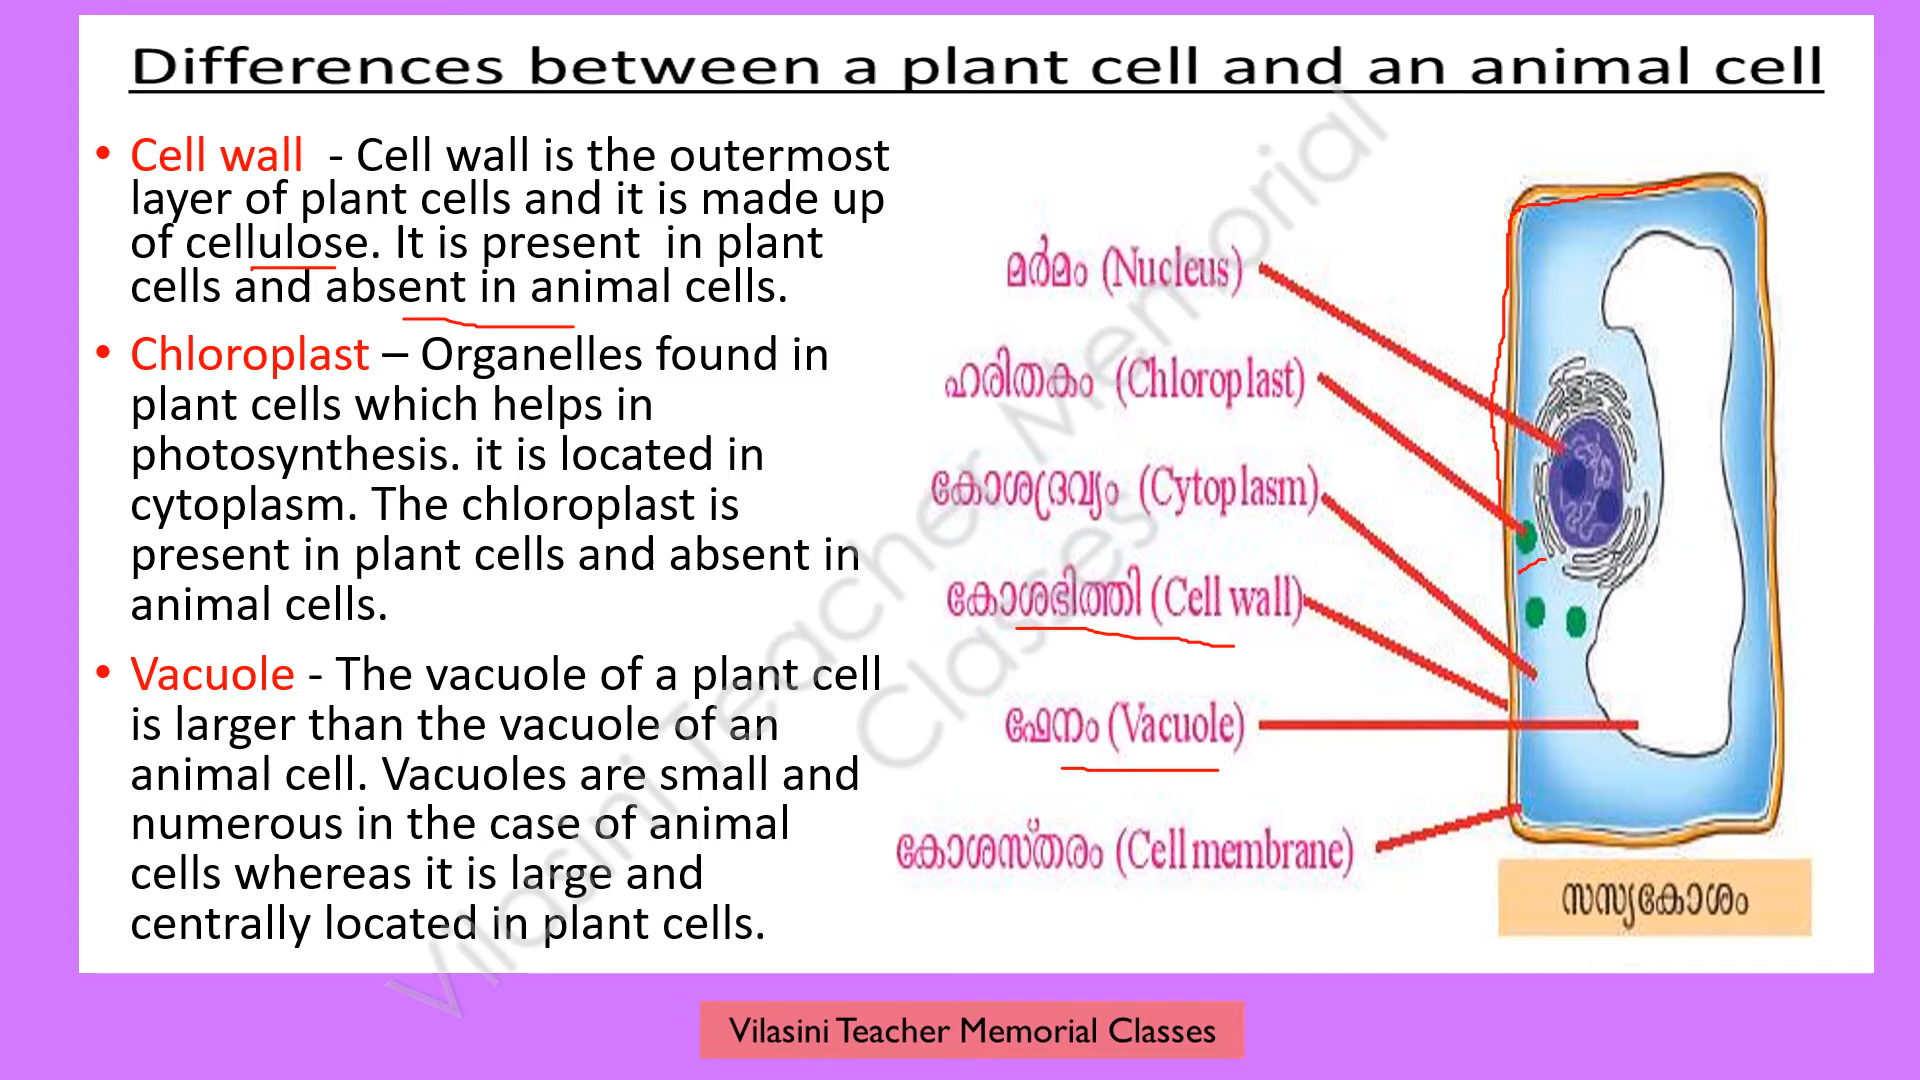 Differences between a plant cell and an animal cell
• Cell wall - Cell wall is the outermost
layer of plant cells and it is made up
of cellulose. It is present in plant
cells and absent in animal cells.
• Chloroplast – Organelles found in
plant cells which helps in
photosynthesis. it is located in
cytoplasm. The chloroplast is
present in plant cells and absent in
animal cells.
• Vacuole - The vacuole of a plant cell
is larger than the vacuole of an
animal cell. Vacuoles are small and
numerous in the case of animal
cells whereas it is large and
centrally located in plant cells.
മർമം (Nucleus)
ഹരിതകം (Chloroplast)
കോശദ്രവ്യം (Cytoplasm)
കോശഭിത്തി (Cell wall)
ഫേനം (Vacuole)
കോശസ്തരം (Cell membrane)
സസ്യകോശം
Vilasini Teacher Memorial
Classes
Vilasini Teacher Memorial Classes